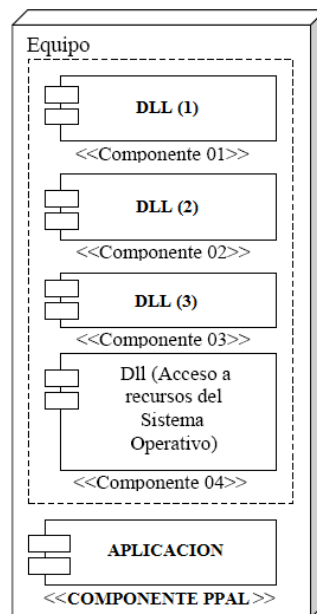 Equipo
DLL (1)
<<Componente 01>>
DLL (2)
<<Componente 02>>
DLL (3)
<<Componente 03>>
Dll (Acceso a
recursos del
Sistema
Operativo)
<<Componente 04>>
APLICACION
<<COMPONENTE PPAL>>